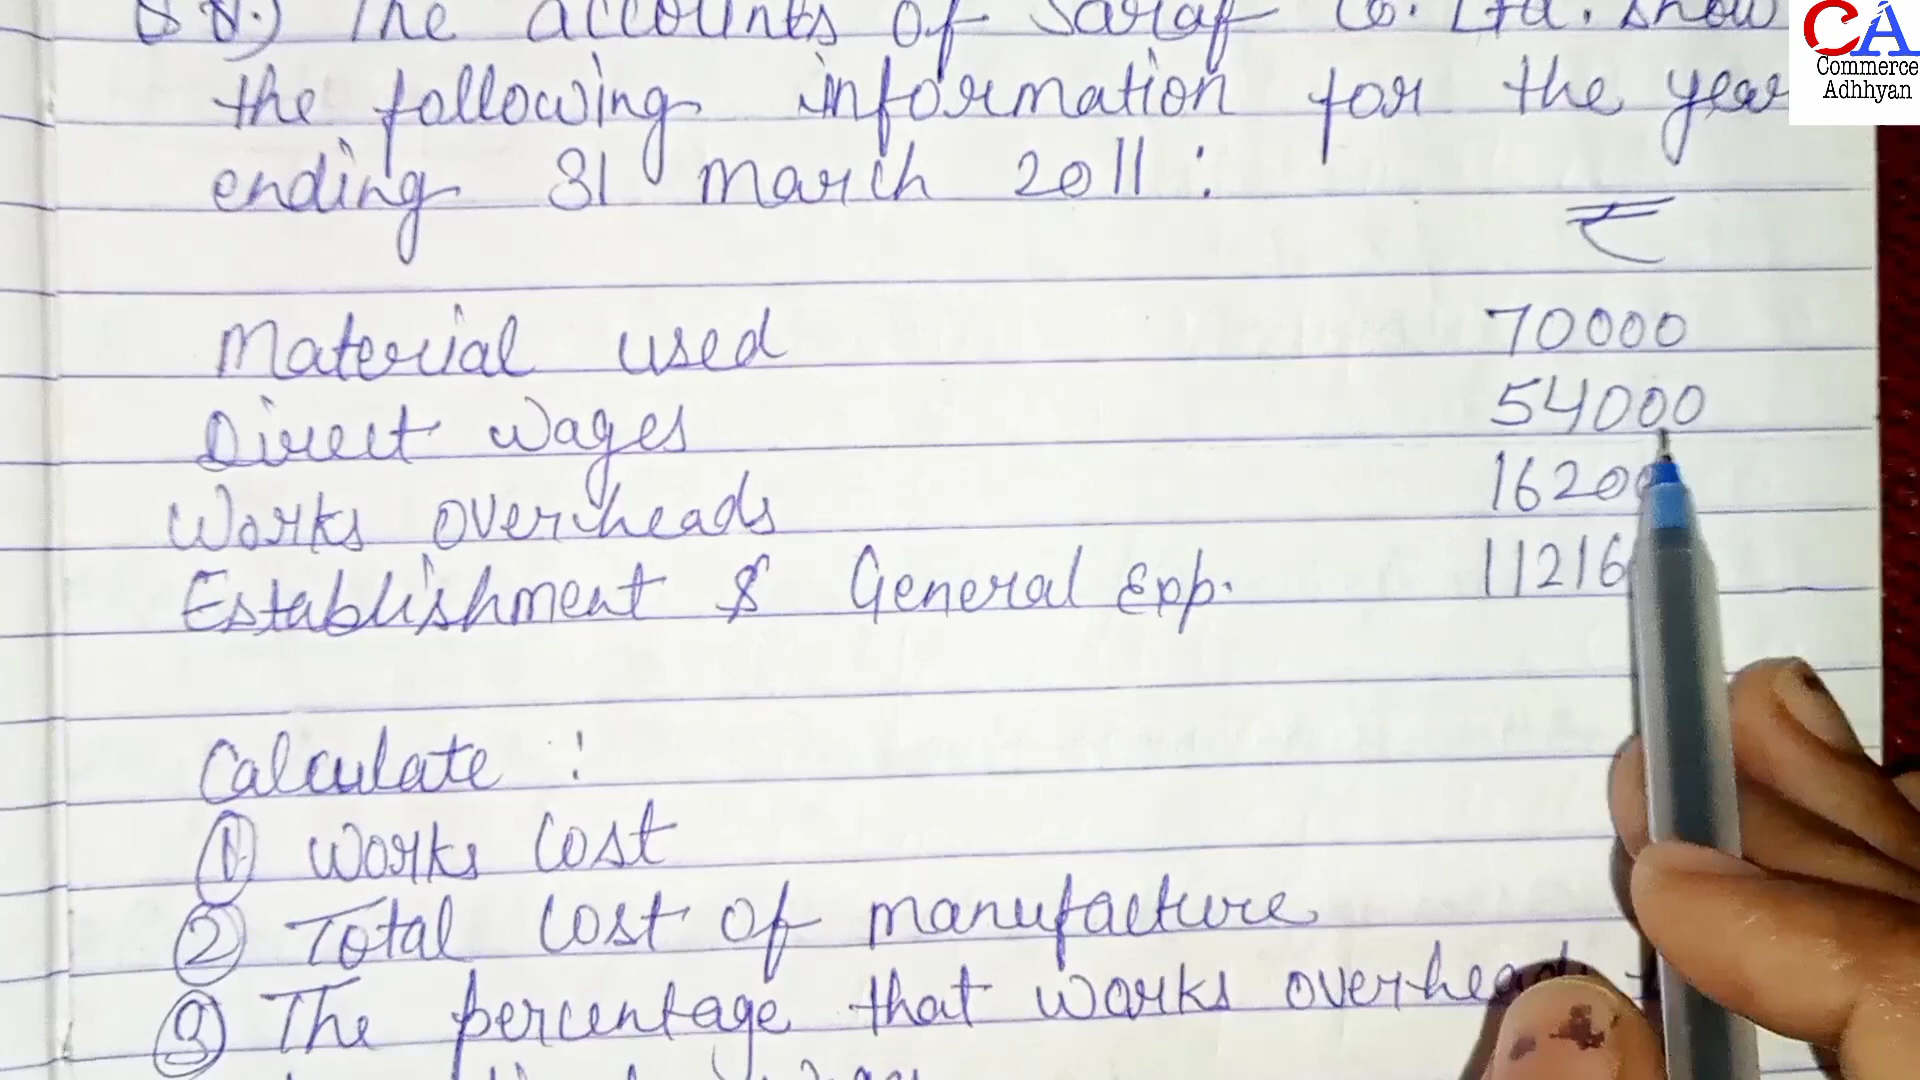 The accounts of Saraf Co. Ltd. show
the following information for the year
ending 31 March 2011 :
₹
Material used 70000
Direct Wages 54000
Works overheads 1620
Establishment & General Exp. 11216
Calculate :
① Works Cost
② Total Cost of manufacture
③ The percentage that works overhead
CA
Commerce
Adhhyan